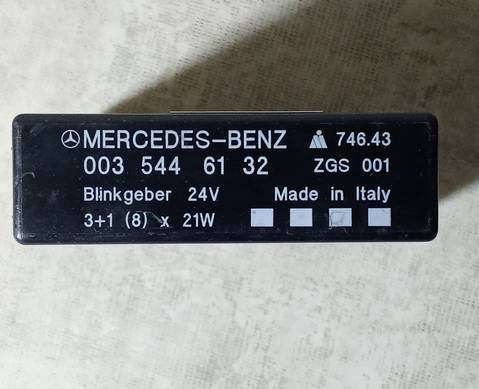 MERCEDES-BENZ 746.43
003 544 61 32 ZGS 001
Blinkgeber 24V Made in Italy
3+1 (8) x 21W